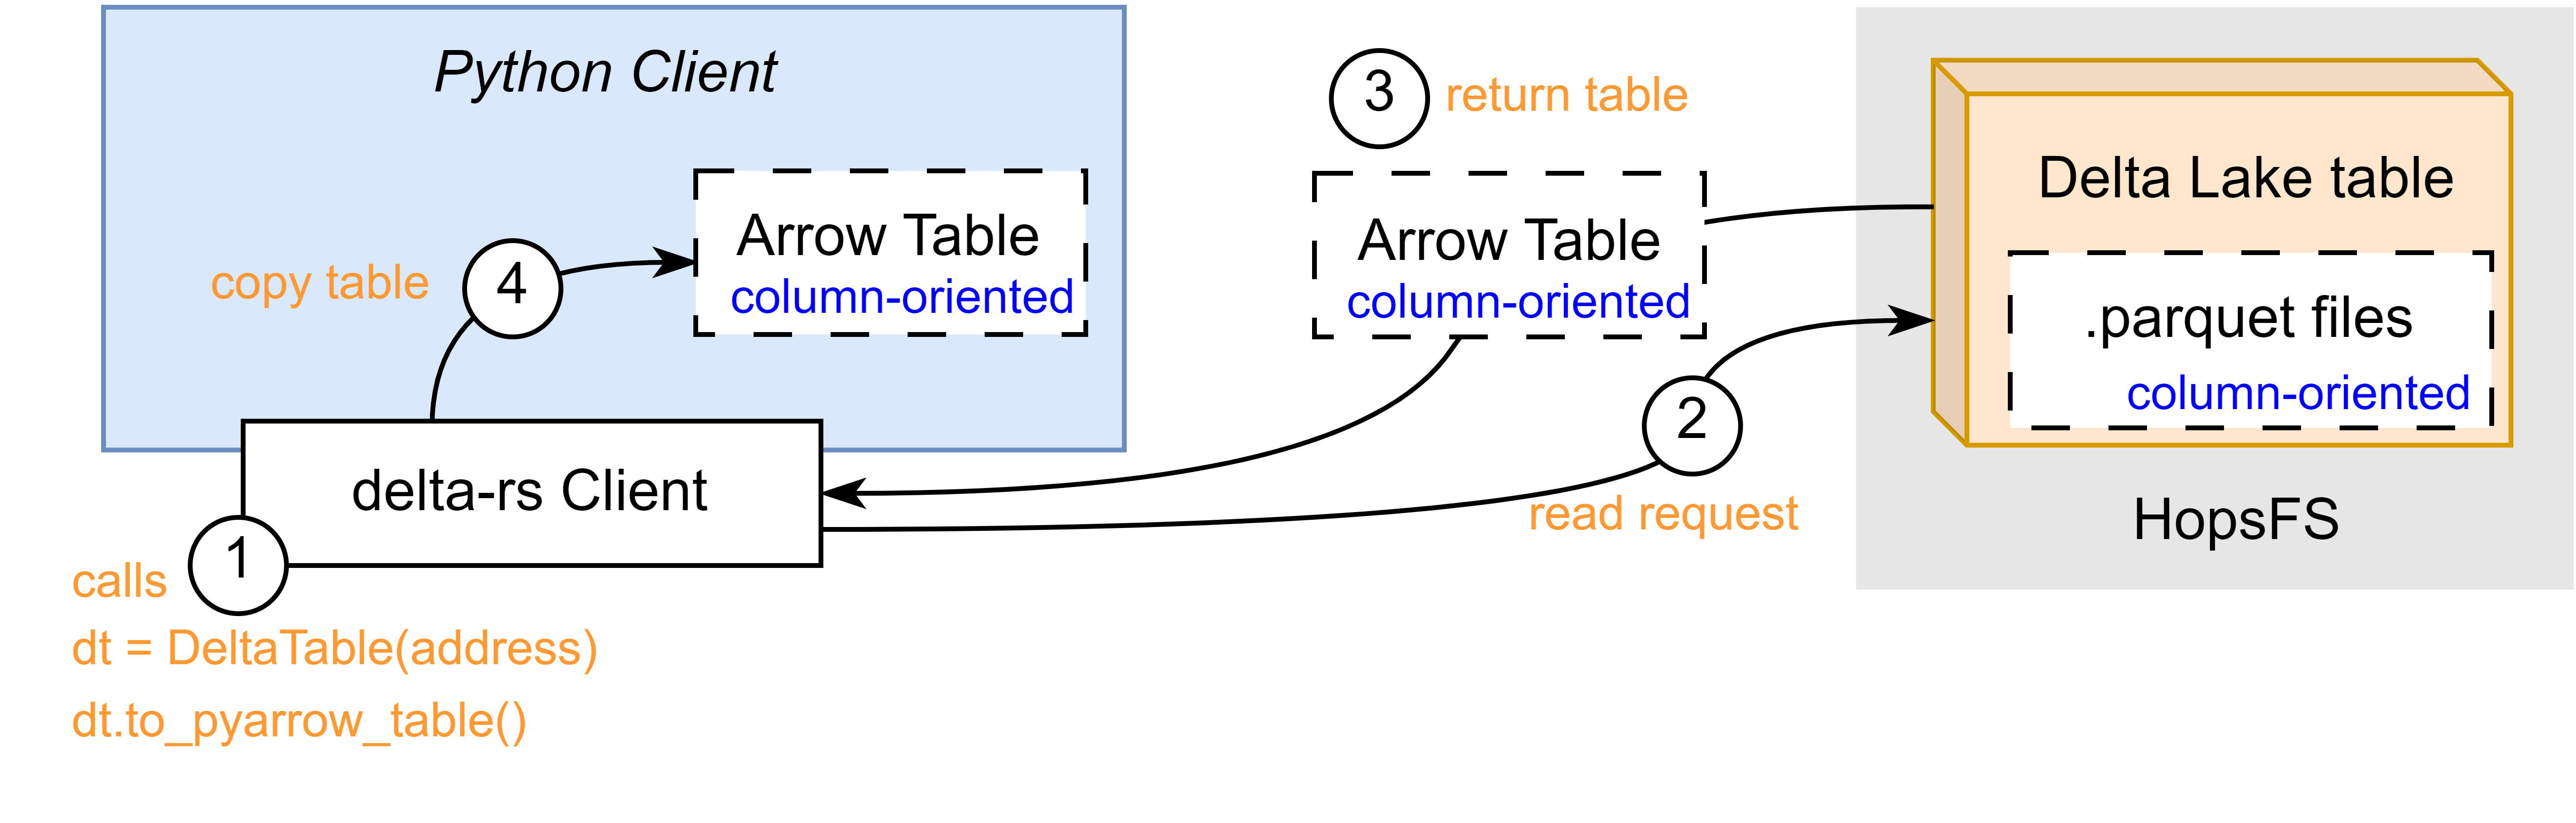 Python Client
3
return table
Delta Lake table
Arrow Table
column-oriented
Arrow Table
column-oriented
copy table
4
.parquet files
column-oriented
2
read request
delta-rs Client
HopsFS
1
calls
dt = DeltaTable(address)
dt.to_pyarrow_table()